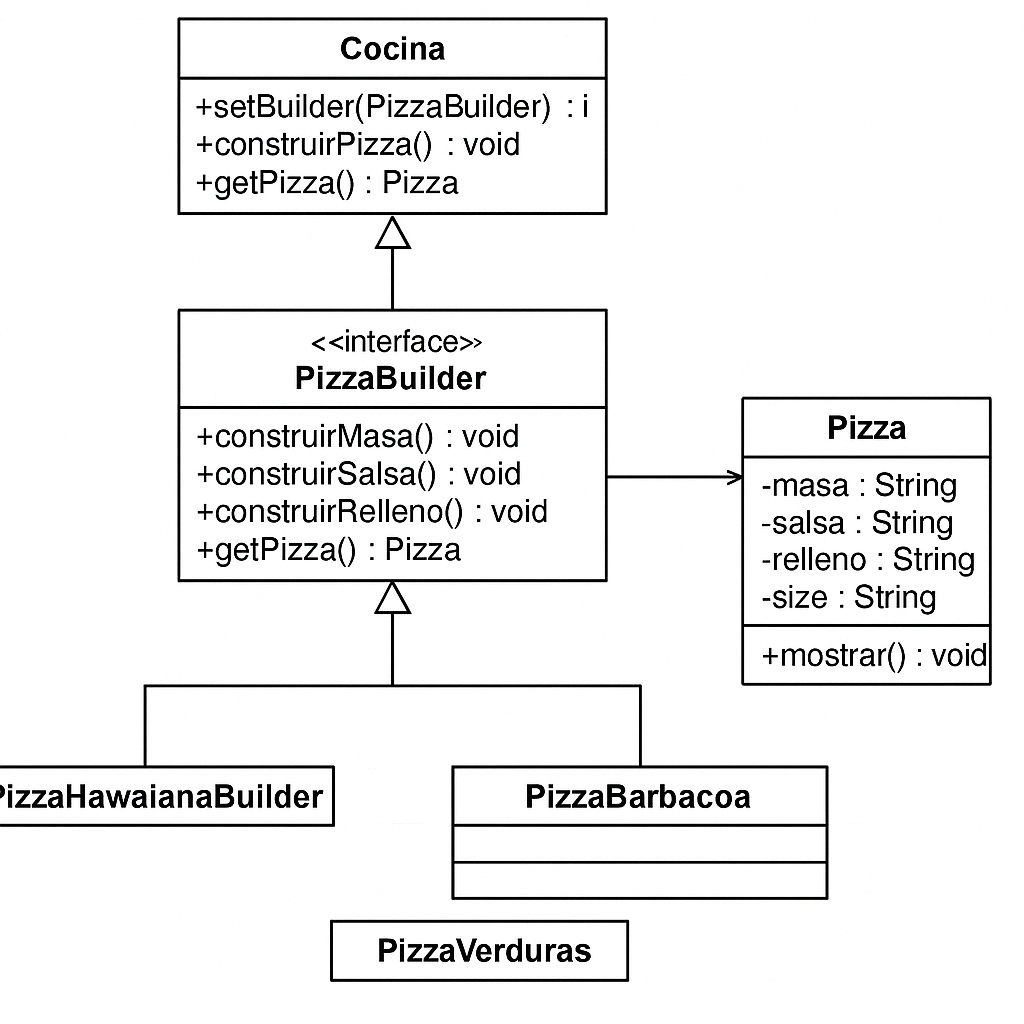 Cocina
+setBuilder(PizzaBuilder) : i
+construirPizza() : void
+getPizza() : Pizza
<<interface>>
PizzaBuilder
+construirMasa() : void
+construirSalsa() : void
+construirRelleno() : void
+getPizza() : Pizza
Pizza
-masa : String
-salsa : String
-relleno : String
-size : String
+mostrar() : void
PizzaHawaianaBuilder
PizzaBarbacoa
PizzaVerduras